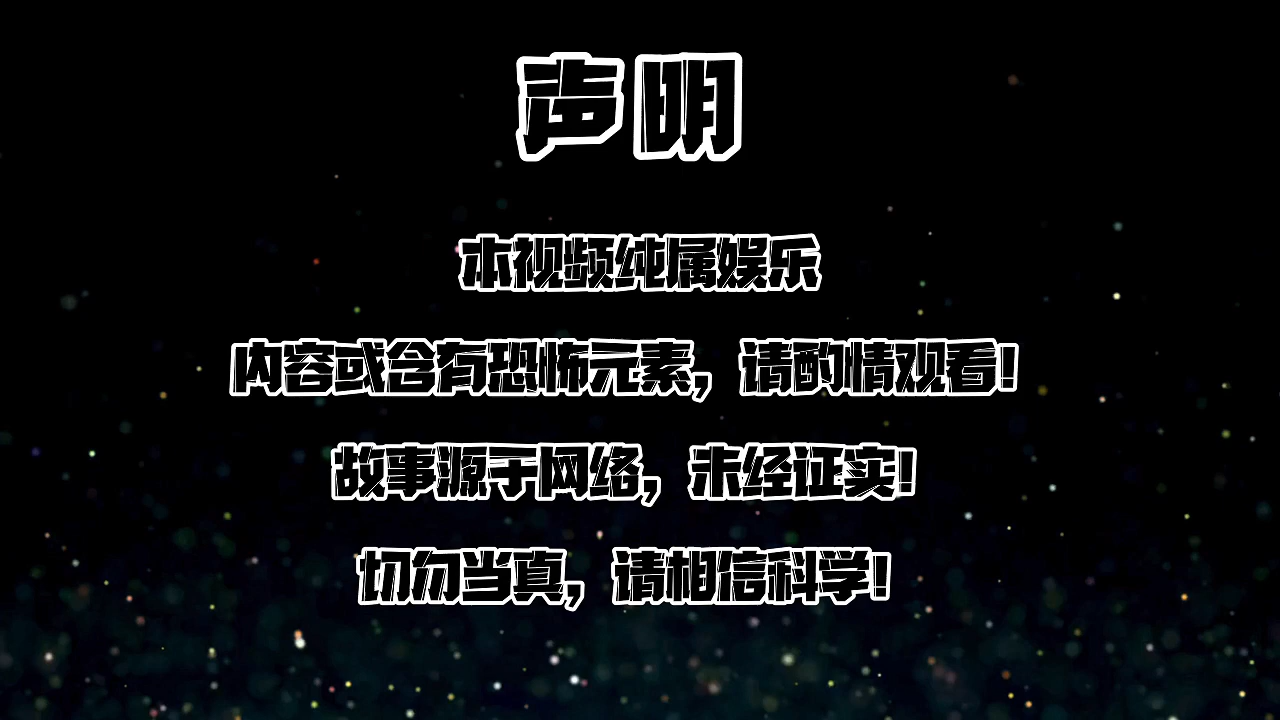 声明
本视频纯属娱乐
内容或含有恐怖元素，请酌情观看！
故事源于网络，未经证实！
切勿当真，请相信科学！